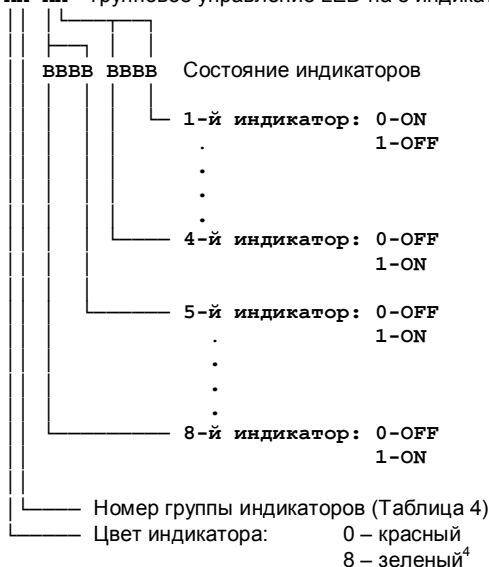 Групповое управление LED на 8 индика
BBBB BBBB Состояние индикаторов
1-й индикатор: 0-ON
. 1-OFF
.
.
.
4-й индикатор: 0-OFF
1-ON
5-й индикатор: 0-OFF
. 1-ON
.
.
.
8-й индикатор: 0-OFF
1-ON
Номер группы индикаторов (Таблица 4)
Цвет индикатора: 0 – красный
8 – зеленый⁴